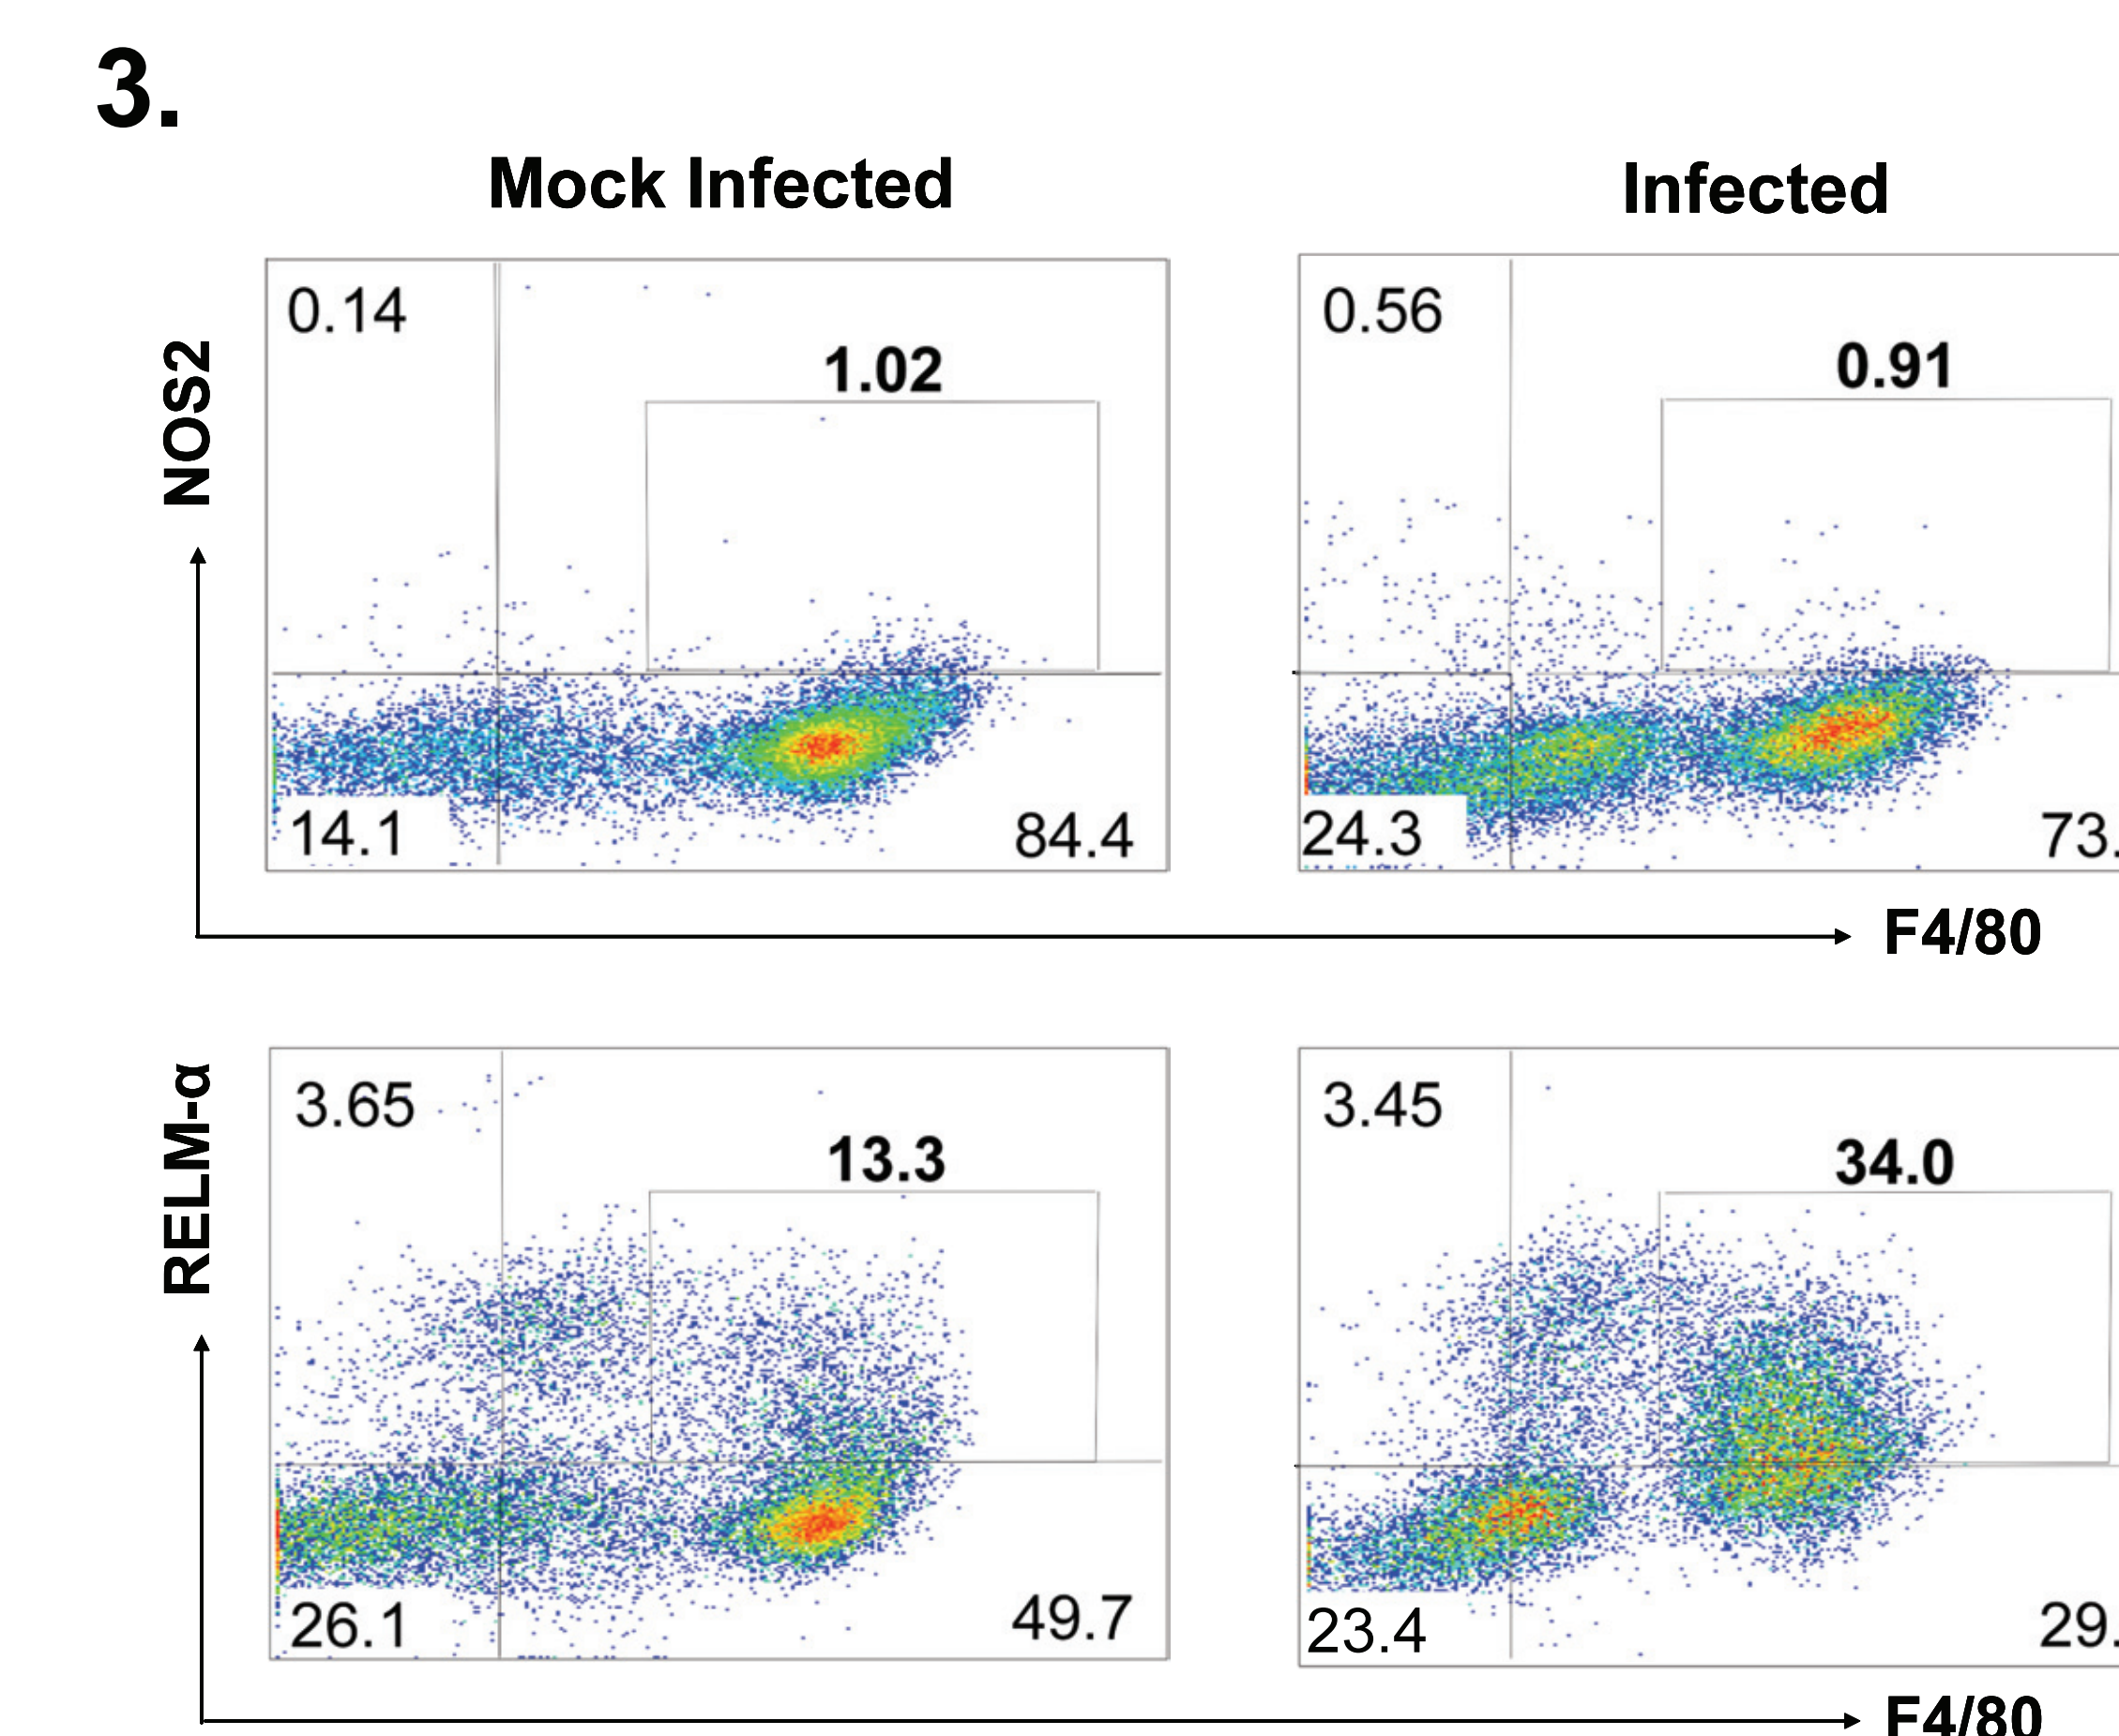 3.
Mock Infected
Infected
NOS2
0.14
1.02
14.1
84.4
0.56
0.91
24.3
73.
F4/80
RELM-α
3.65
13.3
26.1
49.7
3.45
34.0
23.4
29.
F4/80